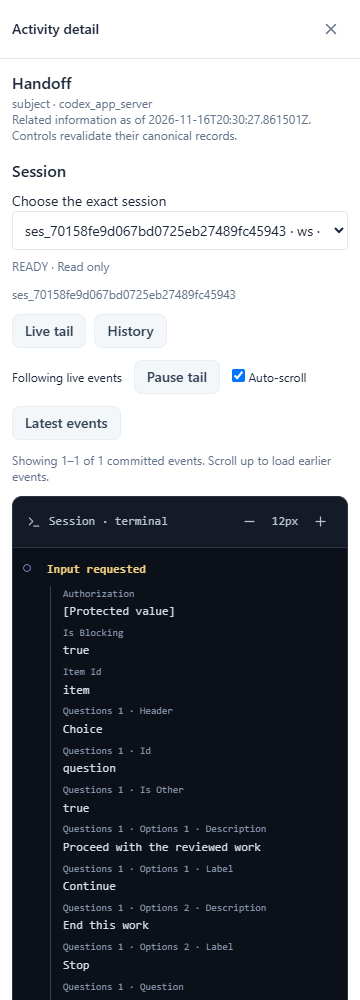 Activity detail
Handoff
subject · codex_app_server
Related information as of 2026-11-16T20:30:27.861501Z.
Controls revalidate their canonical records.
Session
Choose the exact session
ses_70158fe9d067bd0725eb27489fc45943 · ws ·
READY · Read only
ses_70158fe9d067bd0725eb27489fc45943
Live tail History
Following live events Pause tail Auto-scroll
Latest events
Showing 1–1 of 1 committed events. Scroll up to load earlier
events.
Session · terminal 12px
Input requested
Authorization
[Protected value]
Is Blocking
true
Item Id
item
Questions 1 · Header
Choice
Questions 1 · Id
question
Questions 1 · Is Other
true
Questions 1 · Options 1 · Description
Proceed with the reviewed work
Questions 1 · Options 1 · Label
Continue
Questions 1 · Options 2 · Description
End this work
Questions 1 · Options 2 · Label
Stop
Questions 1 · Question